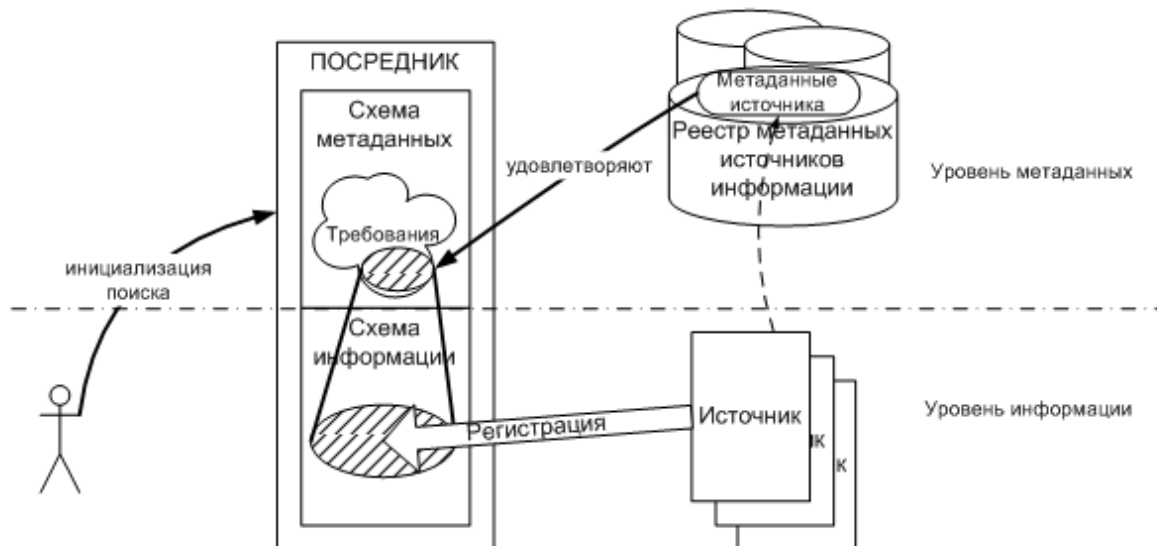 ПОСРЕДНИК
Схема
метаданных
Требования
Схема
информации
инициализация
поиска
удовлетворяют
Метаданные
источника
Реестр метаданных
источников
информации
Уровень метаданных
Регистрация
Источник
к
к
Уровень информации